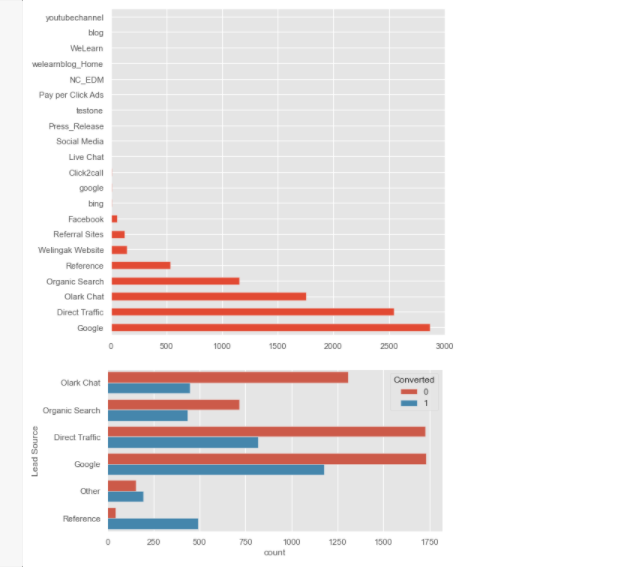 youtubechannel
blog
WeLearn
welearnblog_Home
NC_EDM
Pay per Click Ads
testone
Press_Release
Social Media
Live Chat
Click2call
google
bing
Facebook
Referral Sites
Welingak Website
Reference
Organic Search
Olark Chat
Direct Traffic
Google
0 500 1000 1500 2000 2500 3000
Converted
0
1
Lead Source
Olark Chat
Organic Search
Direct Traffic
Google
Other
Reference
0 250 500 750 1000 1250 1500 1750
count